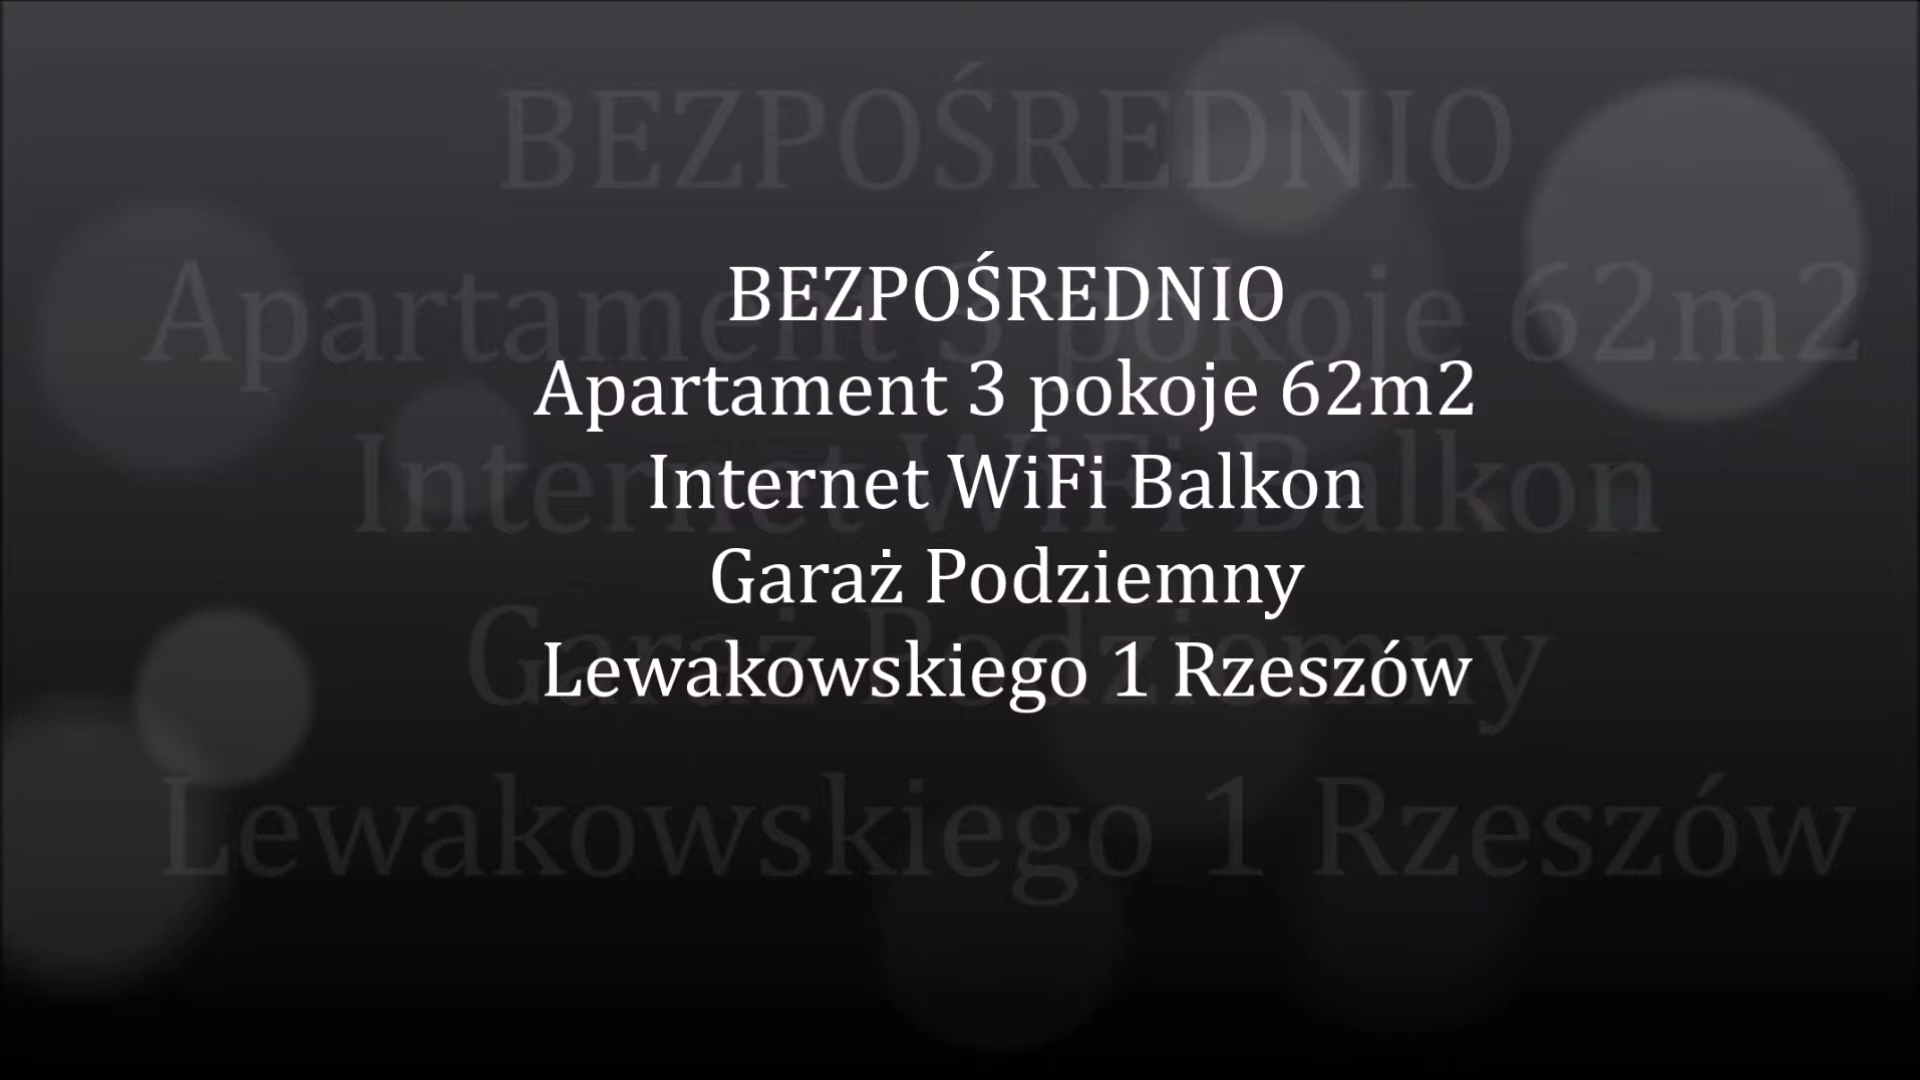 BEZPOŚREDNIO
Apartament 3 pokoje 62m2
Internet WiFi Balkon
Garaż Podziemny
Lewakowskiego 1 Rzeszów